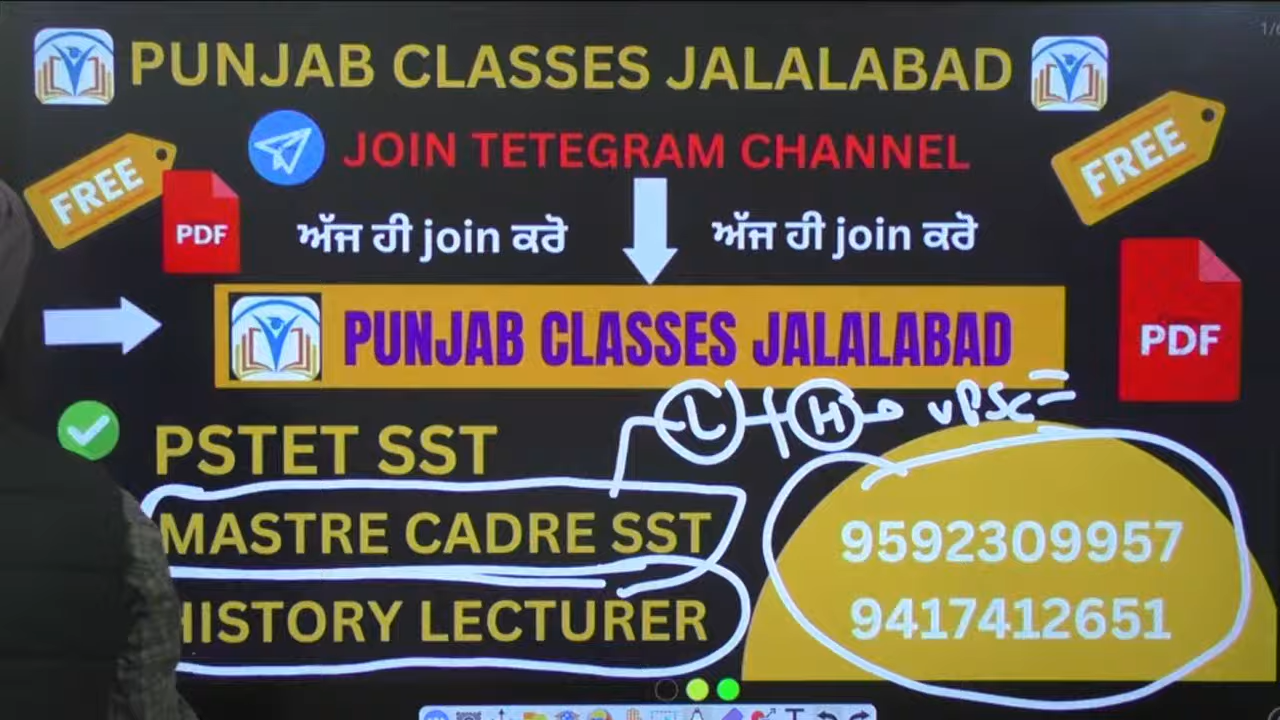 PUNJAB CLASSES JALALABAD
FREE
JOIN TETEGRAM CHANNEL
FREE
PDF
ਅੱਜ ਹੀ join ਕਰੋ
ਅੱਜ ਹੀ join ਕਰੋ
PDF
PUNJAB CLASSES JALALABAD
L + H UPSC =
PSTET SST
MASTRE CADRE SST
9592309957
HISTORY LECTURER
9417412651